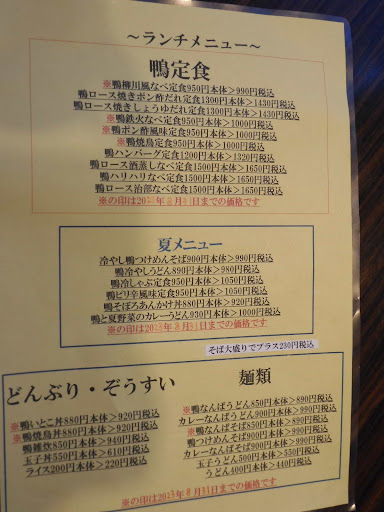 ～ランチメニュー～
鴨定食
※鴨柳川風なべ定食950円本体＞990円税込
鴨ロース焼きポン酢だれ定食1300円本体＞1430円税込
鴨ロース焼きしょうゆだれ定食1300円本体＞1430円税込
※鴨鉄火なべ定食950円本体＞1000円税込
※鴨ポン酢風味定食950円本体＞1000円税込
※鴨焼鳥定食950円本体＞1000円税込
鴨ハンバーグ定食1200円本体＞1320円税込
鴨ロース酒蒸しなべ定食1500円本体＞1650円税込
鴨ハリハリなべ定食1500円本体＞1650円税込
鴨ロース治部なべ定食1500円本体＞1650円税込
※の印は 日までの価格です
夏メニュー
冷やし鴨つけめんそば900円本体＞990円税込
鴨冷やしうどん890円本体＞980円税込
鴨冷しゃぶ定食950円本体＞1050円税込
鴨ピリ辛風味定食950円本体＞1050円税込
鴨そぼろあんかけ丼880円本体＞920円税込
鴨と夏野菜のカレーうどん930円本体＞1000円税込
※の印は 日までの価格です
そば大盛りでプラス230円税込
どんぶり・ぞうすい
※鴨いとこ丼880円本体＞920円税込
※鴨焼鳥丼880円本体＞920円税込
鴨雑炊850円本体＞940円税込
玉子丼550円本体＞610円税込
ライス200円本体＞220円税込
麺類
※鴨なんばうどん850円本体＞890円税込
カレーなんばうどん900円本体＞990円税込
※鴨なんばそば850円本体＞890円税込
鴨つけめんそば900円本体＞990円税込
カレーなんばそば900円本体＞990円税込
玉子うどん500円本体＞550円税込
うどん400円本体＞440円税込
※の印は 日までの価格です